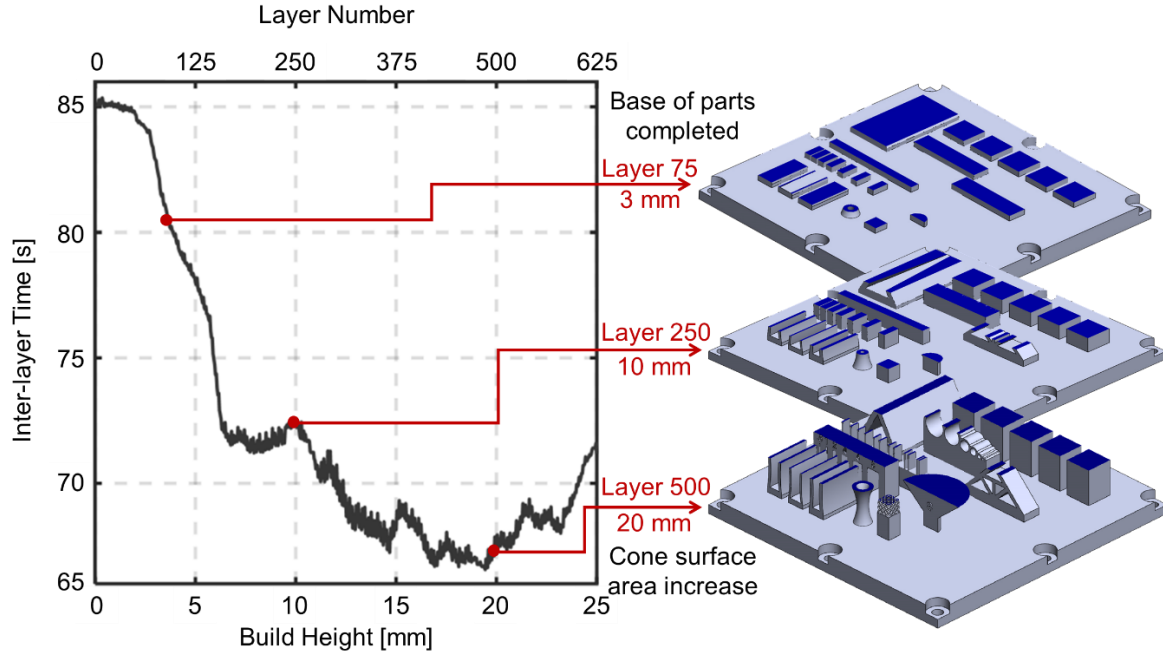 Layer Number
0 125 250 375 500 625
85
80
75
70
65
Inter-layer Time [s]
0 5 10 15 20 25
Build Height [mm]
Base of parts
completed
Layer 75
3 mm
Layer 250
10 mm
Layer 500
20 mm
Cone surface
area increase